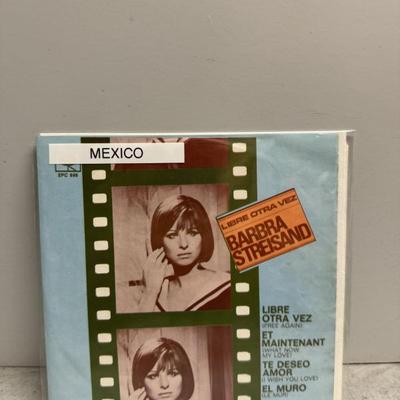 MEXICO
EPC 598
LIBRE OTRA VEZ
BARBRA
STREISAND
LIBRE
OTRA VEZ
(FREE AGAIN)
ET
MAINTENANT
(WHAT NOW
MY LOVE)
TE DESEO
AMOR
(I WISH YOU LOVE)
EL MURO
(LE MUR)